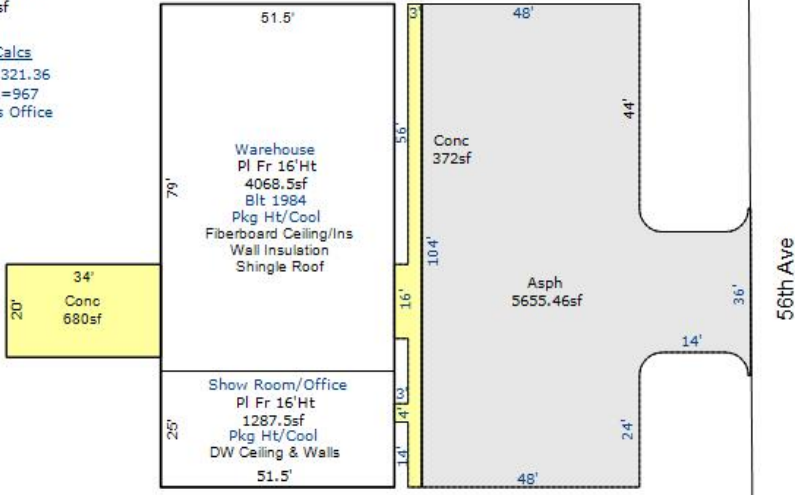 sf
Calcs
321.36
=967
s Office
51.5'
79'
Warehouse
Pl Fr 16'Ht
4068.5sf
Blt 1984
Pkg Ht/Cool
Fiberboard Ceiling/Ins
Wall Insulation
Shingle Roof
34'
20'
Conc
680sf
Show Room/Office
Pl Fr 16'Ht
1287.5sf
Pkg Ht/Cool
DW Ceiling & Walls
51.5'
25'
3'
56'
16'
3'
4'
14'
Conc
372sf
104'
48'
44'
Asph
5655.46sf
36'
14'
24'
48'
56th Ave